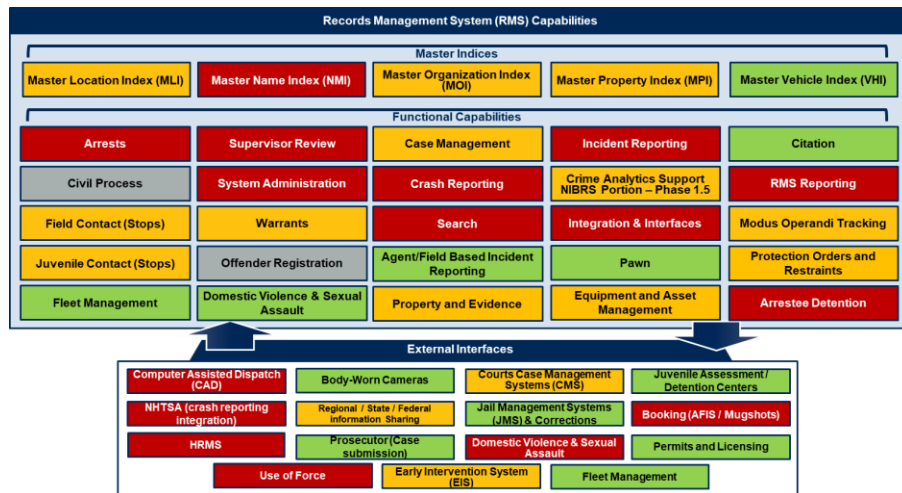 Records Management System (RMS) Capabilities
Master Indices
Master Location Index (MLI)
Master Name Index (NMI)
Master Organization Index
(MOI)
Master Property Index (MPI)
Master Vehicle Index (VHI)
Functional Capabilities
Arrests
Supervisor Review
Case Management
Incident Reporting
Citation
Civil Process
System Administration
Crash Reporting
Crime Analytics Support
NIBRS Portion – Phase 1.5
RMS Reporting
Field Contact (Stops)
Warrants
Search
Integration & Interfaces
Modus Operandi Tracking
Juvenile Contact (Stops)
Offender Registration
Agent/Field Based Incident
Reporting
Pawn
Protection Orders and
Restraints
Fleet Management
Domestic Violence & Sexual
Assault
Property and Evidence
Equipment and Asset
Management
Arrestee Detention
External Interfaces
Computer Assisted Dispatch
(CAD)
Body-Worn Cameras
Courts Case Management
Systems (CMS)
Juvenile Assessment /
Detention Centers
NHTSA (crash reporting
integration)
Regional / State / Federal
information Sharing
Jail Management Systems
(JMS) & Corrections
Booking (AFIS / Mugshots)
HRMS
Prosecutor (Case
submission)
Domestic Violence & Sexual
Assault
Permits and Licensing
Use of Force
Early Intervention System
(EIS)
Fleet Management